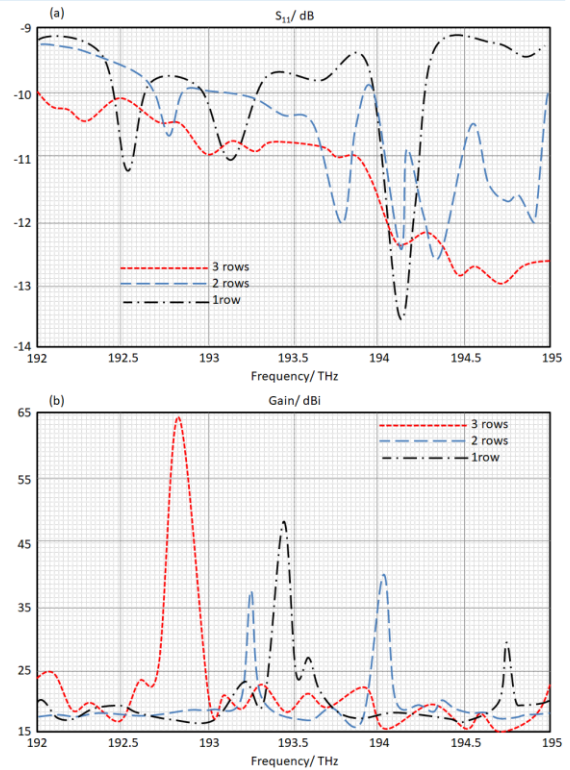 (a)
S11/ dB
-9
-10
-11
-12
-13
-14
3 rows
2 rows
1row
192
192.5
193
193.5
194
194.5
195
Frequency/ THz
(b)
Gain/ dBi
65
55
45
35
25
15
3 rows
2 rows
1row
192
192.5
193
193.5
194
194.5
195
Frequency/ THz